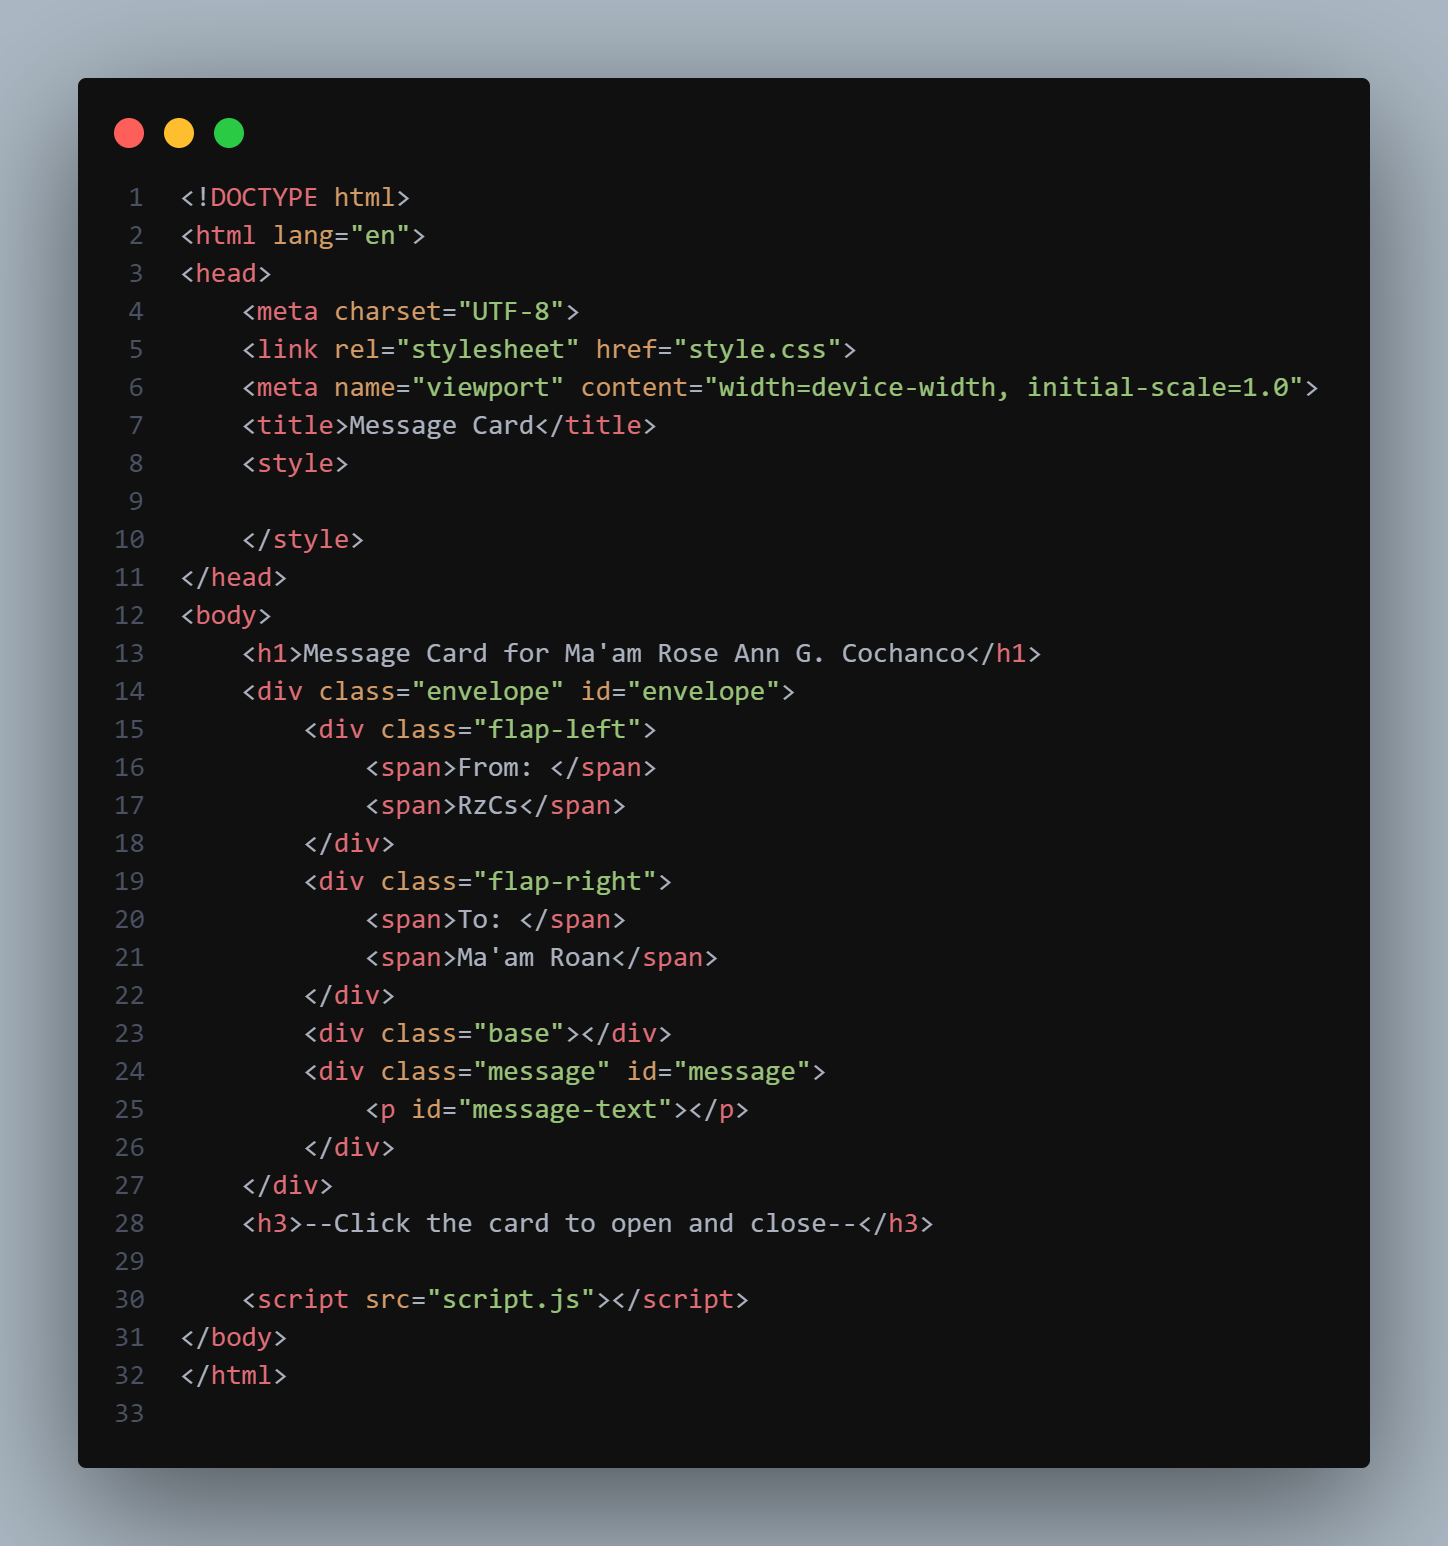 1 <!DOCTYPE html>
2 <html lang="en">
3 <head>
4     <meta charset="UTF-8">
5     <link rel="stylesheet" href="style.css">
6     <meta name="viewport" content="width=device-width, initial-scale=1.0">
7     <title>Message Card</title>
8     <style>
9
10     </style>
11 </head>
12 <body>
13     <h1>Message Card for Ma'am Rose Ann G. Cochanco</h1>
14     <div class="envelope" id="envelope">
15         <div class="flap-left">
16             <span>From: </span>
17             <span>RzCs</span>
18         </div>
19         <div class="flap-right">
20             <span>To: </span>
21             <span>Ma'am Roan</span>
22         </div>
23         <div class="base"></div>
24         <div class="message" id="message">
25             <p id="message-text"></p>
26         </div>
27     </div>
28     <h3>--Click the card to open and close--</h3>
29
30     <script src="script.js"></script>
31 </body>
32 </html>
33